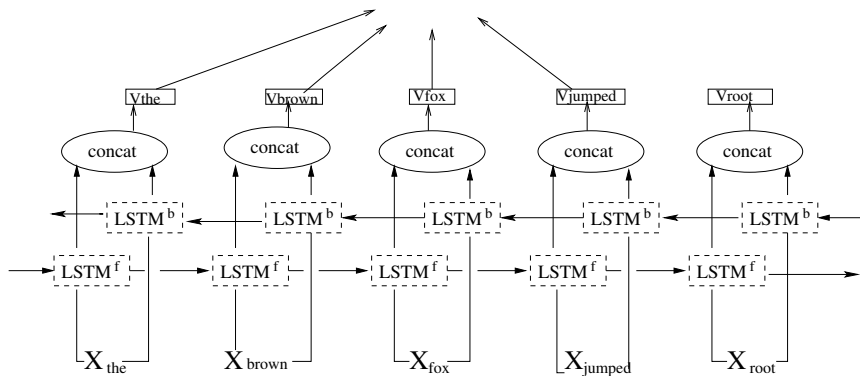 Vthe Vbrown Vfox Vjumped Vroot
concat concat concat concat concat
LSTM b LSTM b LSTM b LSTM b LSTM b
LSTM f LSTM f LSTM f LSTM f LSTM f
X the X brown X fox X jumped X root